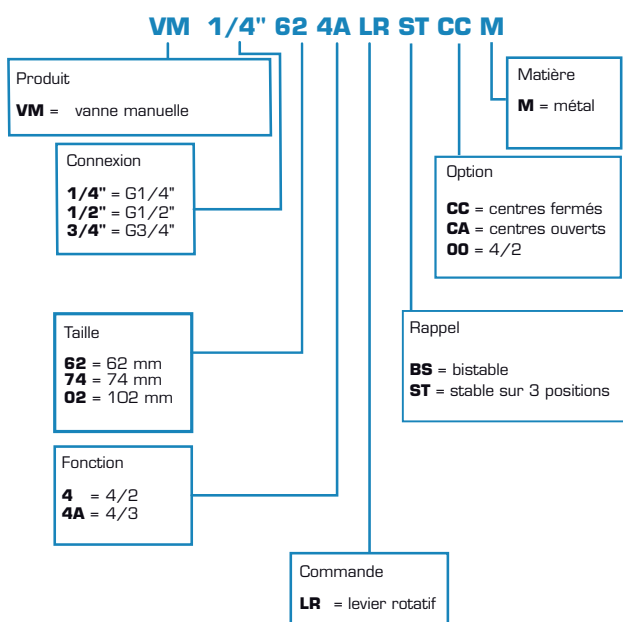 VM 1/4" 62 4A LR ST CC M
Produit
VM = vanne manuelle
Matière
M = métal
Connexion
1/4" = G1/4"
1/2" = G1/2"
3/4" = G3/4"
Option
CC = centres fermés
CA = centres ouverts
00 = 4/2
Taille
62 = 62 mm
74 = 74 mm
02 = 102 mm
Rappel
BS = bistable
ST = stable sur 3 positions
Fonction
4 = 4/2
4A = 4/3
Commande
LR = levier rotatif